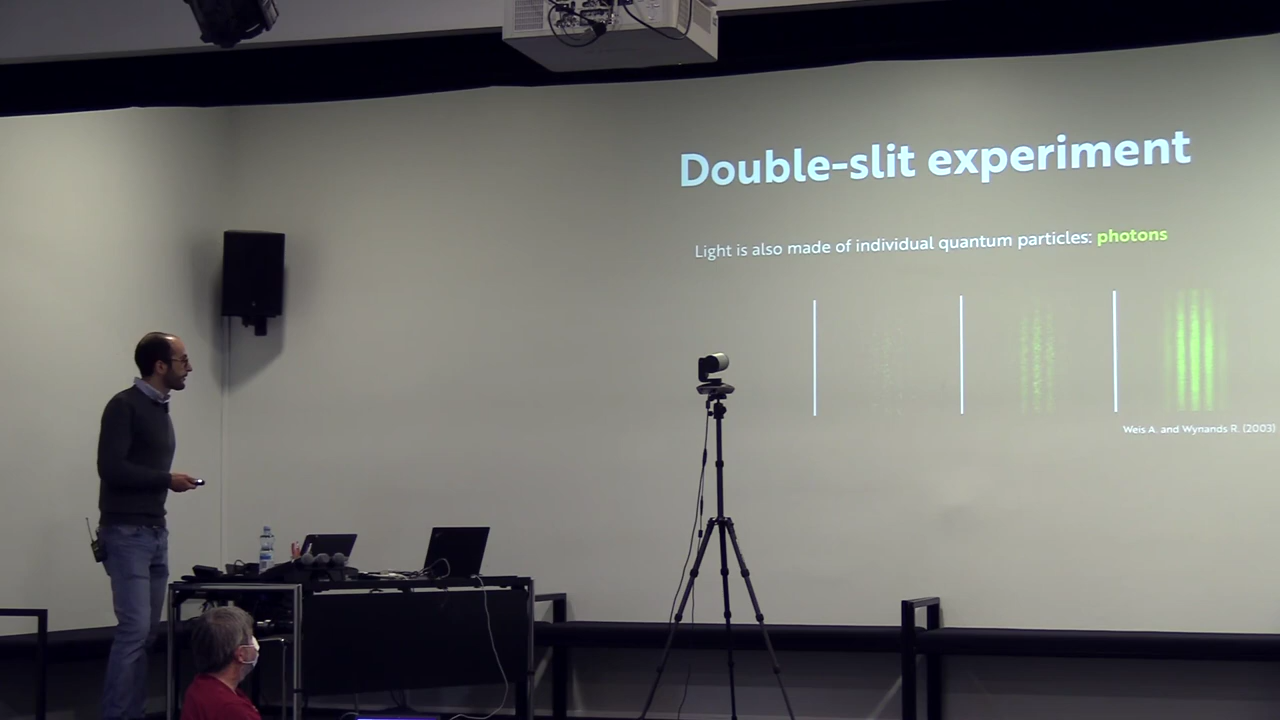 Double-slit experiment
Light is also made of individual quantum particles: photons
Weis A. and Wynands R. (2003)